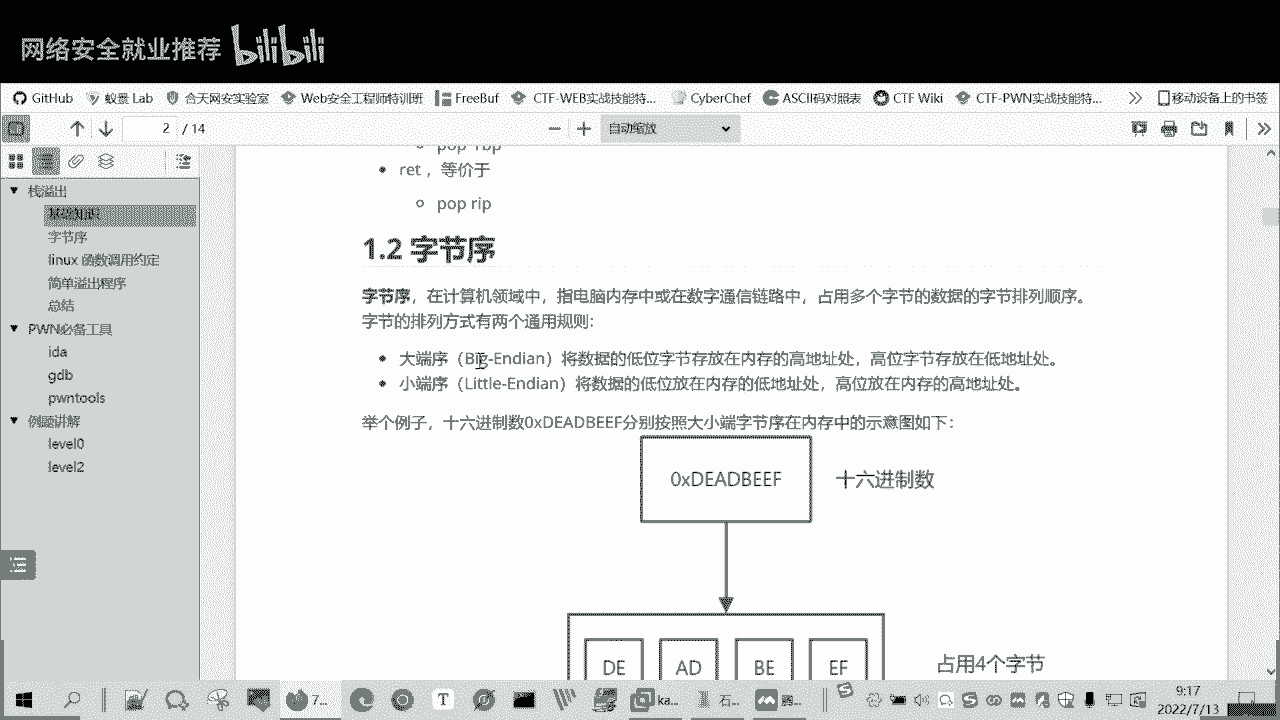 网络安全就业推荐 bilibili
GitHub 蚁景 Lab 合天网安实验室 Web安全工程师特训班 FreeBuf CTF-WEB实战技能特... CyberChef ASCII码对照表 CTF Wiki CTF-PWN实战技能特... 移动设备上的书签
2 / 14 自动缩放
栈溢出
基础知识
字节序
linux 函数调用约定
简单溢出程序
总结
PWN必备工具
ida
gdb
pwntools
例题讲解
level0
level2
pop rbp
ret ，等价于
pop rip
1.2 字节序
字节序，在计算机领域中，指电脑内存中或在数字通信链路中，占用多个字节的数据的字节排列顺序。
字节的排列方式有两个通用规则:
大端序（Big-Endian）将数据的低位字节存放在内存的高地址处，高位字节存放在低地址处。
小端序（Little-Endian）将数据的低位放在内存的低地址处，高位放在内存的高地址处。
举个例子，十六进制数0xDEADBEEF分别按照大小端字节序在内存中的示意图如下:
0xDEADBEEF 十六进制数
DE AD BE EF 占用4个字节
7... ka... 石... 腾...
9:17
2022/7/13